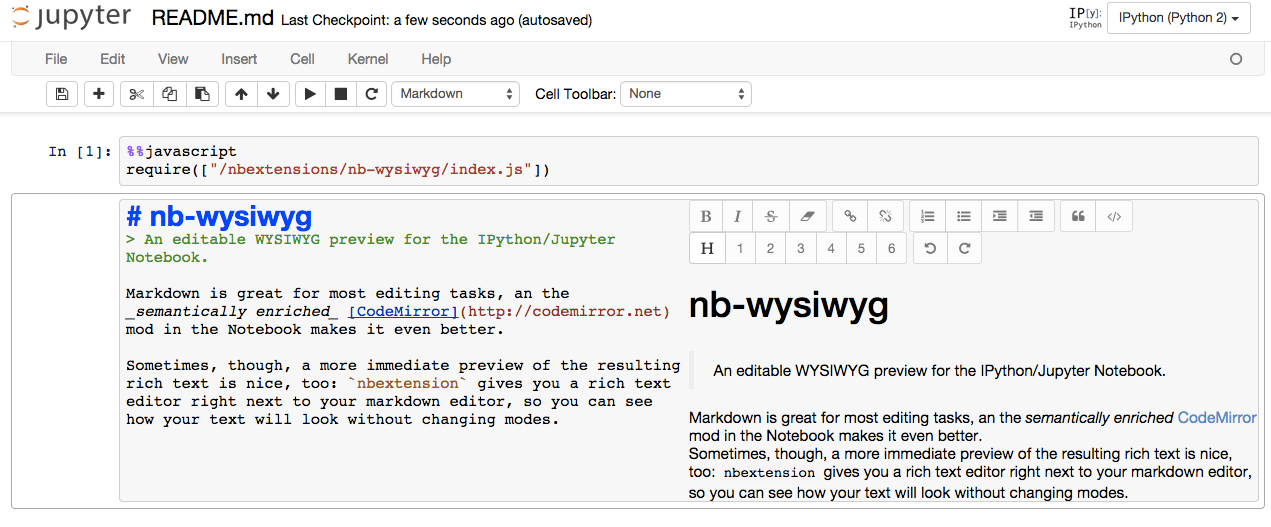 jupyter README.md Last Checkpoint: a few seconds ago (autosaved)
IP[y]:
IPython
IPython (Python 2)
File Edit View Insert Cell Kernel Help
Markdown Cell Toolbar: None
In [1]:
%%javascript
require(["/nbextensions/nb-wysiwyg/index.js"])
# nb-wysiwyg
> An editable WYSIWYG preview for the IPython/Jupyter
Notebook.
Markdown is great for most editing tasks, an the
_semantically enriched_ [CodeMirror](http://codemirror.net)
mod in the Notebook makes it even better.
Sometimes, though, a more immediate preview of the resulting
rich text is nice, too: `nbextension` gives you a rich text
editor right next to your markdown editor, so you can see
how your text will look without changing modes.
B I S </>
H 1 2 3 4 5 6
nb-wysiwyg
An editable WYSIWYG preview for the IPython/Jupyter Notebook.
Markdown is great for most editing tasks, an the semantically enriched CodeMirror
mod in the Notebook makes it even better.
Sometimes, though, a more immediate preview of the resulting rich text is nice,
too: nbextension gives you a rich text editor right next to your markdown editor,
so you can see how your text will look without changing modes.